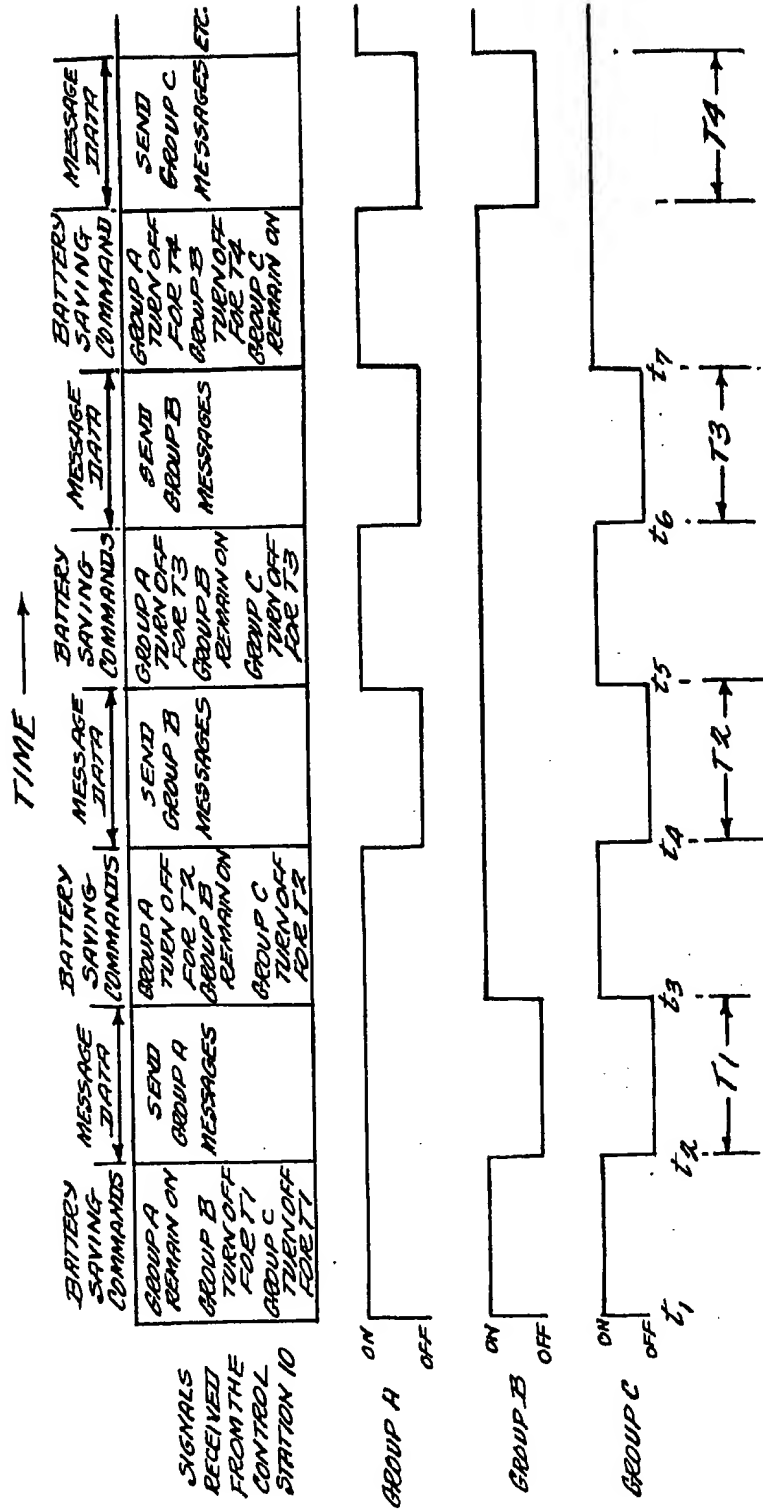 TIME
BATTERY
SAVING
COMMANDS
MESSAGE
DATA
BATTERY
SAVING
COMMANDS
MESSAGE
DATA
BATTERY
SAVING
COMMANDS
MESSAGE
DATA
BATTERY
SAVING
COMMAND
MESSAGE
DATA
SIGNALS
RECEIVED
FROM THE
CONTROL
STATION 10
GROUP A
REMAIN ON
GROUP B
TURN OFF
FOR T1
GROUP C
TURN OFF
FOR T1
SEND
GROUP A
MESSAGES
GROUP A
TURN OFF
FOR T2
GROUP B
REMAIN ON
GROUP C
TURN OFF
FOR T2
SEND
GROUP B
MESSAGES
GROUP A
TURN OFF
FOR T3
GROUP B
REMAIN ON
GROUP C
TURN OFF
FOR T3
SEND
GROUP B
MESSAGES
GROUP A
TURN OFF
FOR T4
GROUP B
TURN OFF
FOR T4
GROUP C
REMAIN ON
SEND
GROUP C
MESSAGES
ETC.
GROUP A
ON
OFF
GROUP B
ON
OFF
GROUP C
ON
OFF
t1
t2
t3
t4
t5
t6
t7
T1
T2
T3
T4